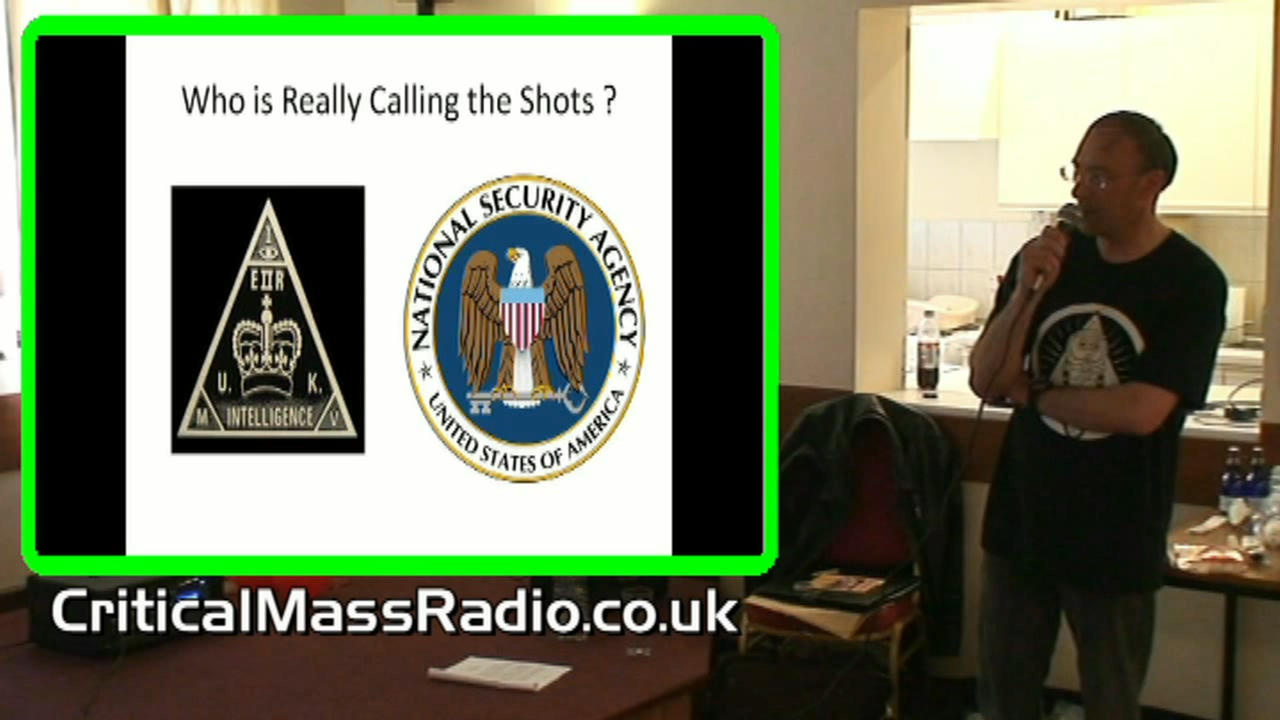 Who is Really Calling the Shots ?
I
EIIR
U. K.
M INTELLIGENCE V
NATIONAL SECURITY AGENCY
UNITED STATES OF AMERICA
CriticalMassRadio.co.uk